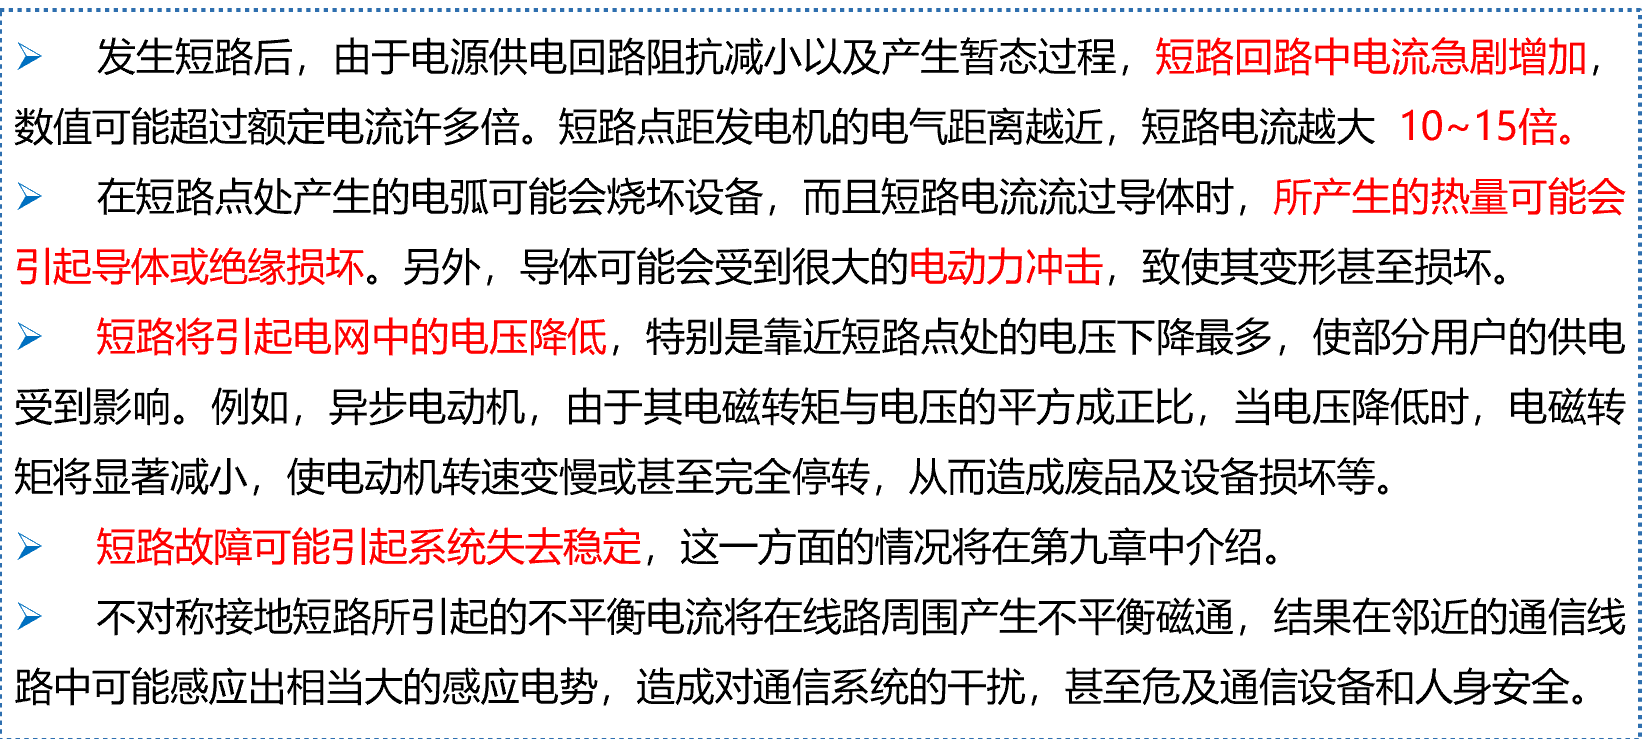 ➢ 发生短路后，由于电源供电回路阻抗减小以及产生暂态过程，短路回路中电流急剧增加，
数值可能超过额定电流许多倍。短路点距发电机的电气距离越近，短路电流越大 10~15倍。
➢ 在短路点处产生的电弧可能会烧坏设备，而且短路电流流过导体时，所产生的热量可能会
引起导体或绝缘损坏。另外，导体可能会受到很大的电动力冲击，致使其变形甚至损坏。
➢ 短路将引起电网中的电压降低，特别是靠近短路点处的电压下降最多，使部分用户的供电
受到影响。例如，异步电动机，由于其电磁转矩与电压的平方成正比，当电压降低时，电磁转
矩将显著减小，使电动机转速变慢或甚至完全停转，从而造成废品及设备损坏等。
➢ 短路故障可能引起系统失去稳定，这一方面的情况将在第九章中介绍。
➢ 不对称接地短路所引起的不平衡电流将在线路周围产生不平衡磁通，结果在邻近的通信线
路中可能感应出相当大的感应电势，造成对通信系统的干扰，甚至危及通信设备和人身安全。